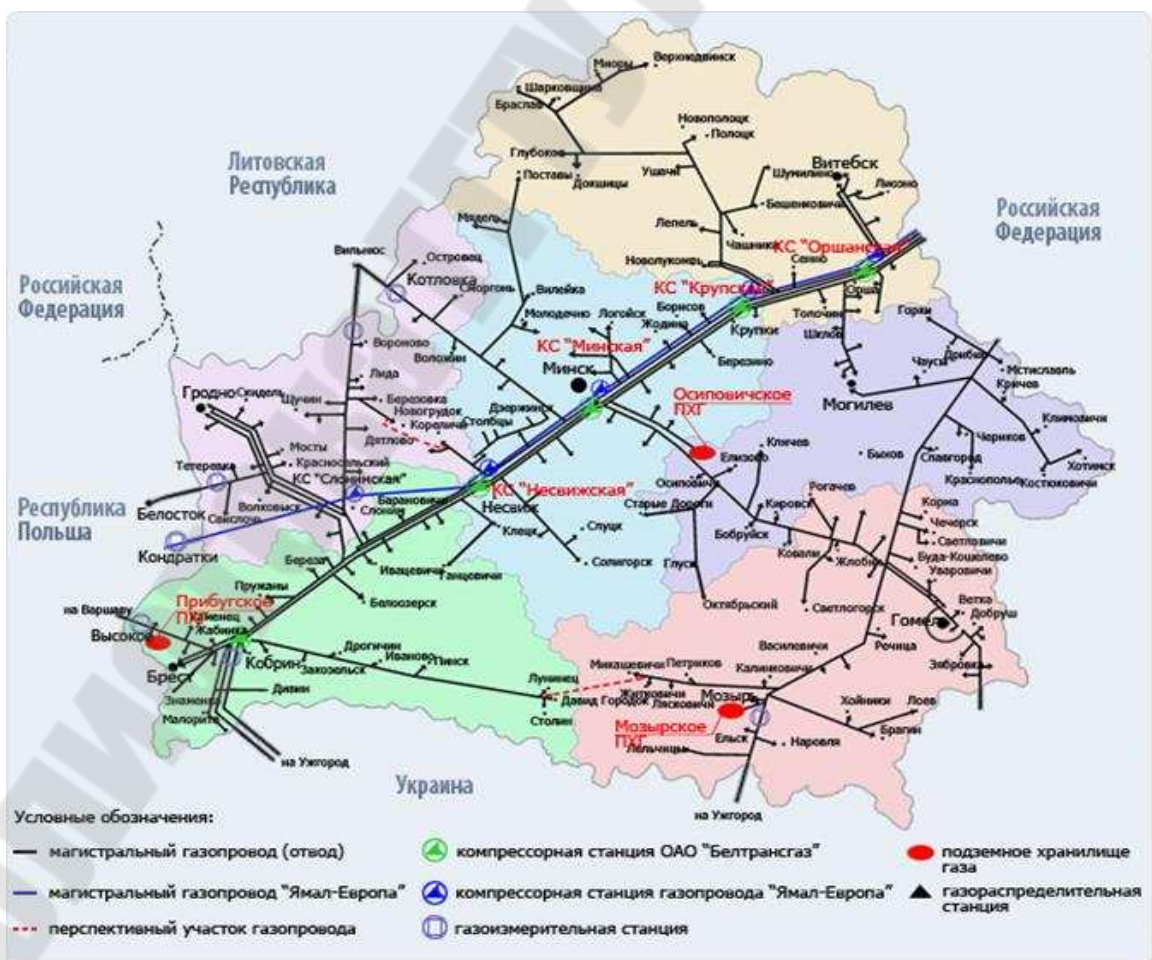 Верхнедвинск
Миоры
Шарковщина
Браслав
Новополоцк
Полоцк
Глубокое
Ушачи
Шумилино
Витебск
Поставы
Докшицы
Лиозно
Литовская
Республика
Бешенковичи
Мядель
Лепель
Чашники
Российская
Федерация
КС "Оршанская"
Вильнюс
Островец
Новолукомль
Сенно
Котловка
Сморгонь
Вилейка
КС "Крупская"
Орша
Российская
Федерация
Молодечно
Логойск
Борисов
Жодино
Крупки
Толочин
Горки
Вороново
Воложин
КС "Минская"
Березино
Шклов
Дрибин
Чаусы
Мстиславль
Лида
Минск
Кричев
Гродно
Скидель
Щучин
Березовка
Новогрудок
Кореличи
Дзержинск
Столбцы
Осиповичское
ПХГ
Могилев
Климовичи
Дятлово
Мосты
Красносельский
Кличев
Елизово
Быхов
Чериков
Славгород
Хотимск
Тетеревка
КС "Слонимская"
Барановичи
КС "Несвижская"
Несвиж
Осиповичи
Краснополье
Костюковичи
Республика
Польша
Белосток
Свислочь
Волковыск
Слоним
Старые Дороги
Кировск
Рогачев
Корма
Клецк
Слуцк
Бобруйск
Чечерск
Светловичи
Кондратки
Береза
Ивацевичи
Ганцевичи
Солигорск
Глуск
Ковали
Жлобин
Буда-Кошелево
Уваровичи
Пружаны
Белоозерск
Октябрьский
Светлогорск
Ветка
Добруш
на Варшаву
Прибугское
ПХГ
Каменец
Высокое
Жабинка
Гомель
Брест
Кобрин
Дрогичин
Закозельск
Иваново
Пинск
Василевичи
Речица
Зябровка
Микашевичи
Петриков
Калинковичи
Знаменка
Дивин
Лунинец
Житковичи
Мозырь
Малорита
Давид Городок
Лясковичи
Хойники
Лоев
Столин
Мозырское
ПХГ
Брагин
Ельск
Наровля
Лельчицы
на Ужгород
Украина
на Ужгород
Условные обозначения:
магистральный газопровод (отвод)
компрессорная станция ОАО "Белтрансгаз"
подземное хранилище
газа
магистральный газопровод "Ямал-Европа"
компрессорная станция газопровода "Ямал-Европа"
газораспределительная
станция
перспективный участок газопровода
газоизмерительная станция